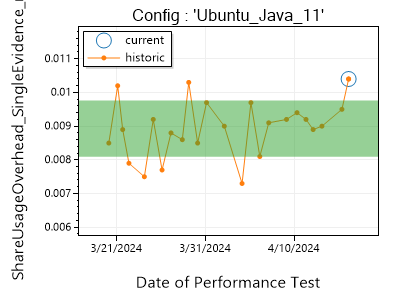 Config : 'Ubuntu_Java_11'
current
historic
ShareUsageOverhead_SingleEvidence_
0.011
0.01
0.009
0.008
0.007
0.006
3/21/2024
3/31/2024
4/10/2024
Date of Performance Test